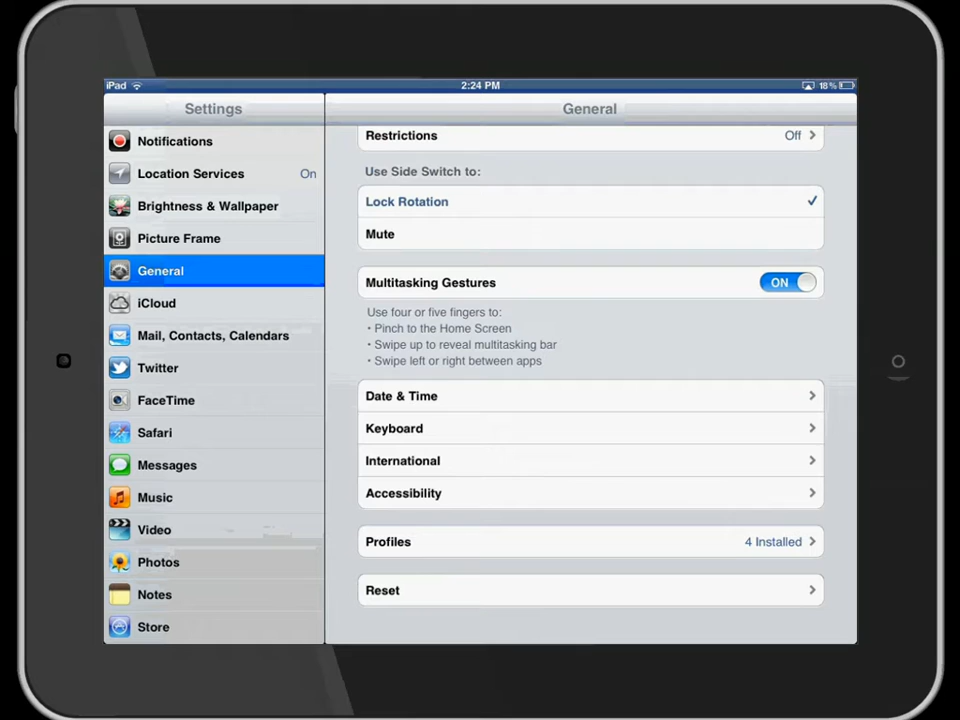 iPad 2:24 PM 18%
Settings
General
Notifications
Location Services On
Brightness & Wallpaper
Picture Frame
General
iCloud
Mail, Contacts, Calendars
Twitter
FaceTime
Safari
Messages
Music
Video
Photos
Notes
Store
Restrictions Off
Use Side Switch to:
Lock Rotation
Mute
Multitasking Gestures ON
Use four or five fingers to:
• Pinch to the Home Screen
• Swipe up to reveal multitasking bar
• Swipe left or right between apps
Date & Time
Keyboard
International
Accessibility
Profiles 4 Installed
Reset